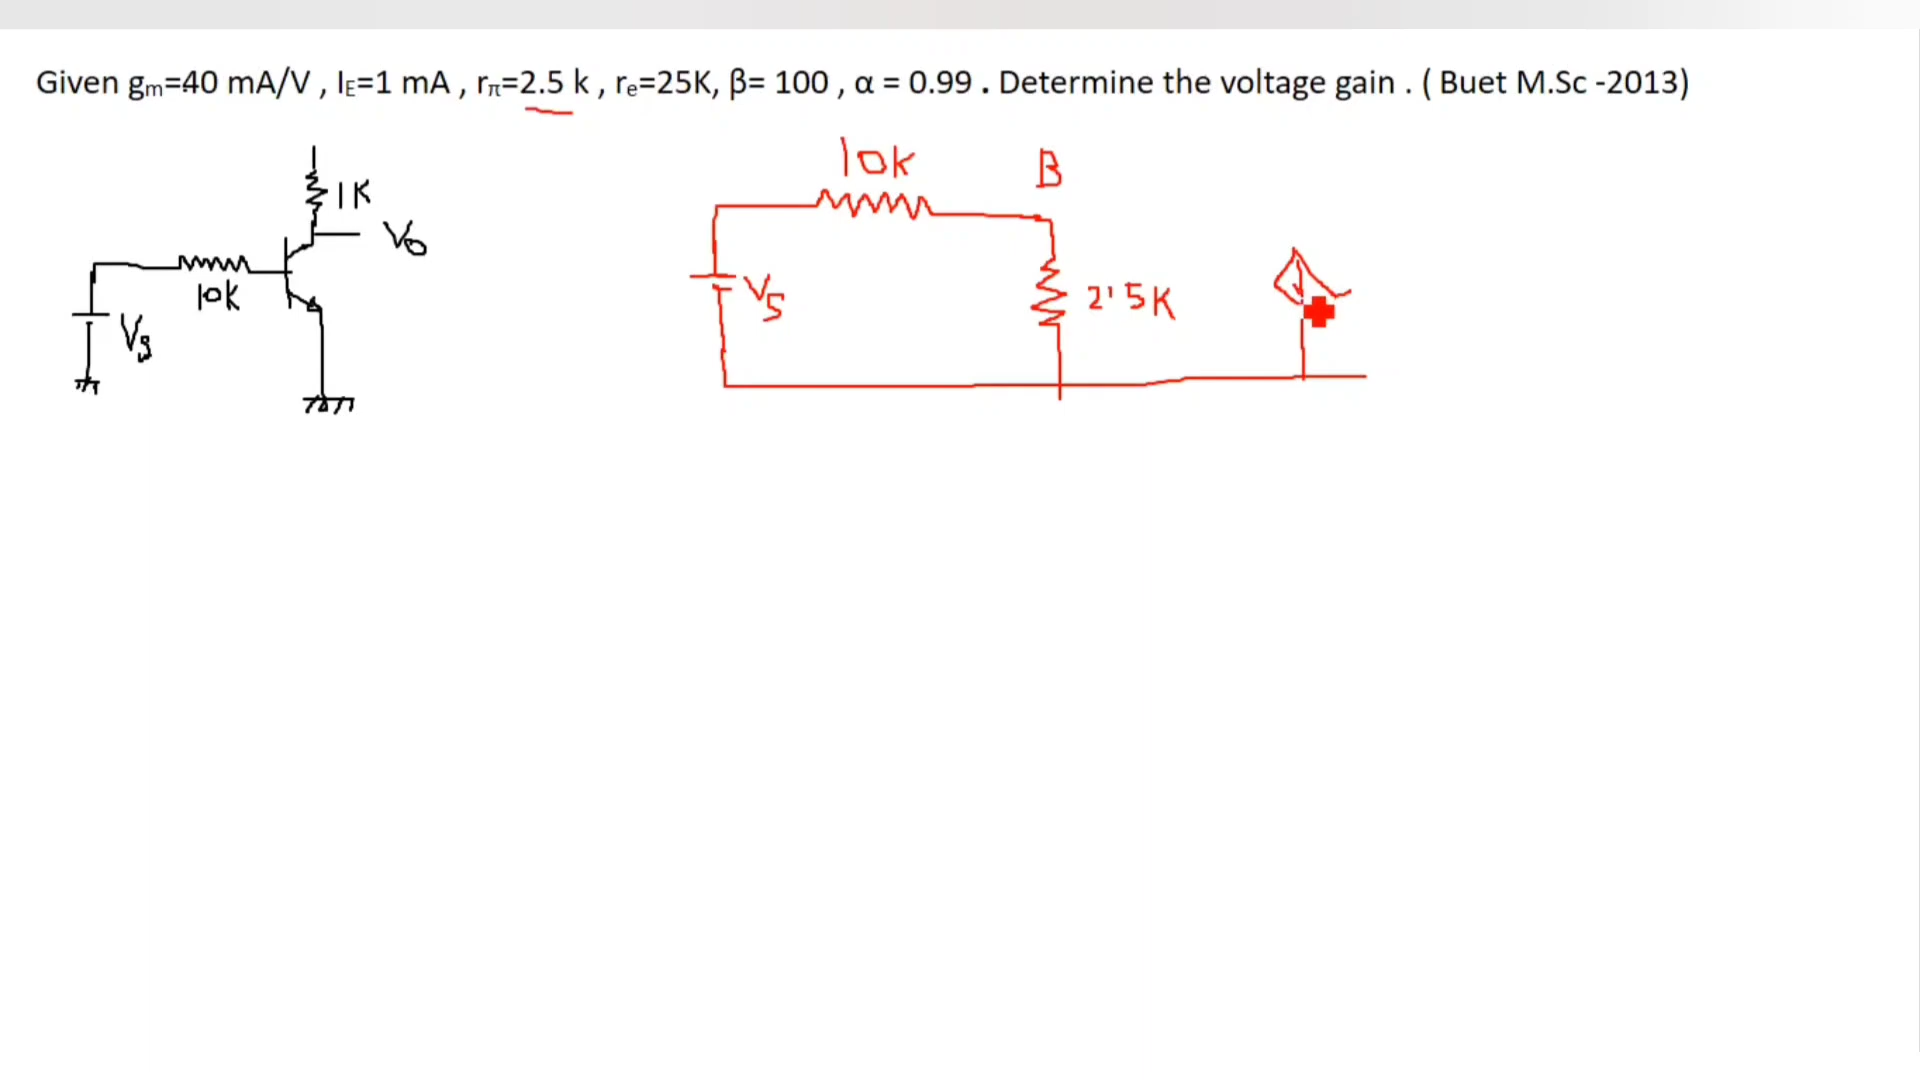 Given gm=40 mA/V , IE=1 mA , rπ=2.5 k , re=25K, β= 100 , α = 0.99 . Determine the voltage gain . ( Buet M.Sc -2013)
1K
Vo
10K
Vs
10k
B
Vs
2.5K